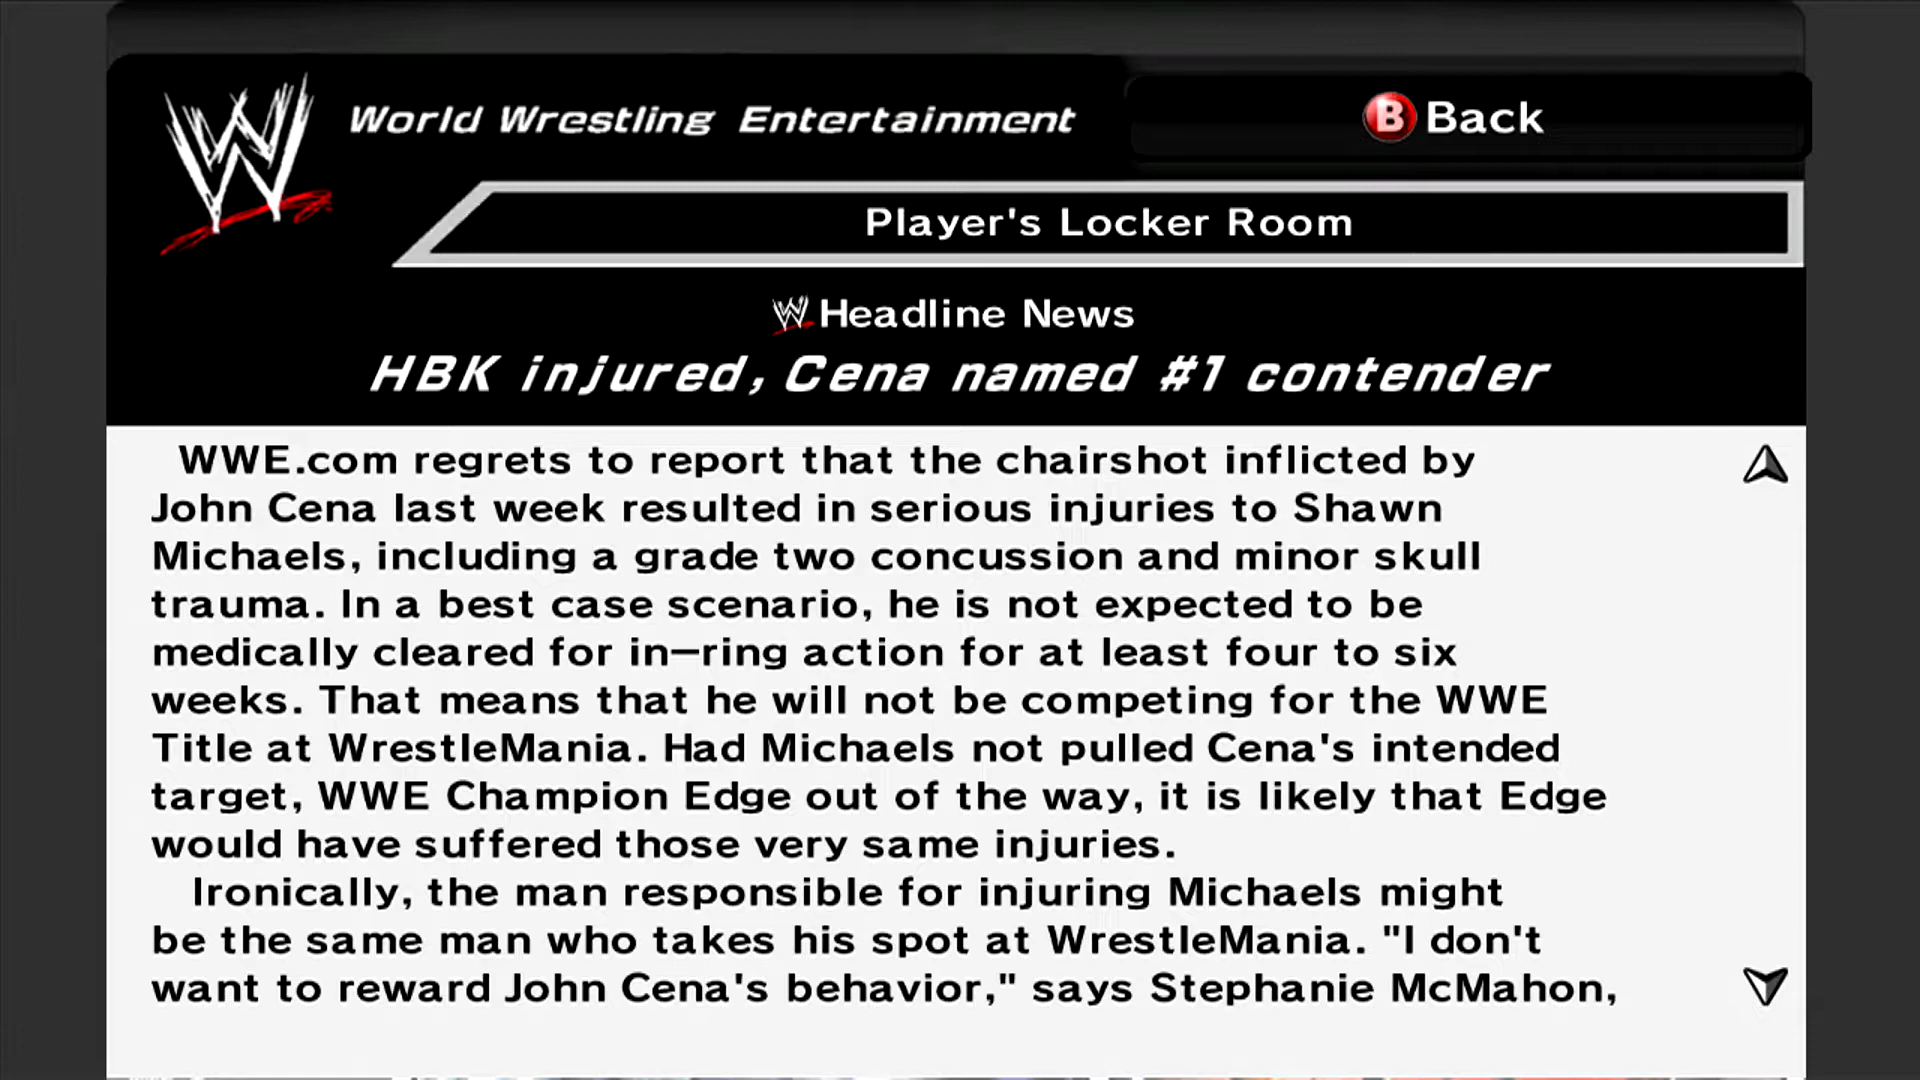 World Wrestling Entertainment
B Back
Player's Locker Room
Headline News
HBK injured, Cena named #1 contender
WWE.com regrets to report that the chairshot inflicted by
John Cena last week resulted in serious injuries to Shawn
Michaels, including a grade two concussion and minor skull
trauma. In a best case scenario, he is not expected to be
medically cleared for in—ring action for at least four to six
weeks. That means that he will not be competing for the WWE
Title at WrestleMania. Had Michaels not pulled Cena's intended
target, WWE Champion Edge out of the way, it is likely that Edge
would have suffered those very same injuries.
Ironically, the man responsible for injuring Michaels might
be the same man who takes his spot at WrestleMania. "I don't
want to reward John Cena's behavior," says Stephanie McMahon,